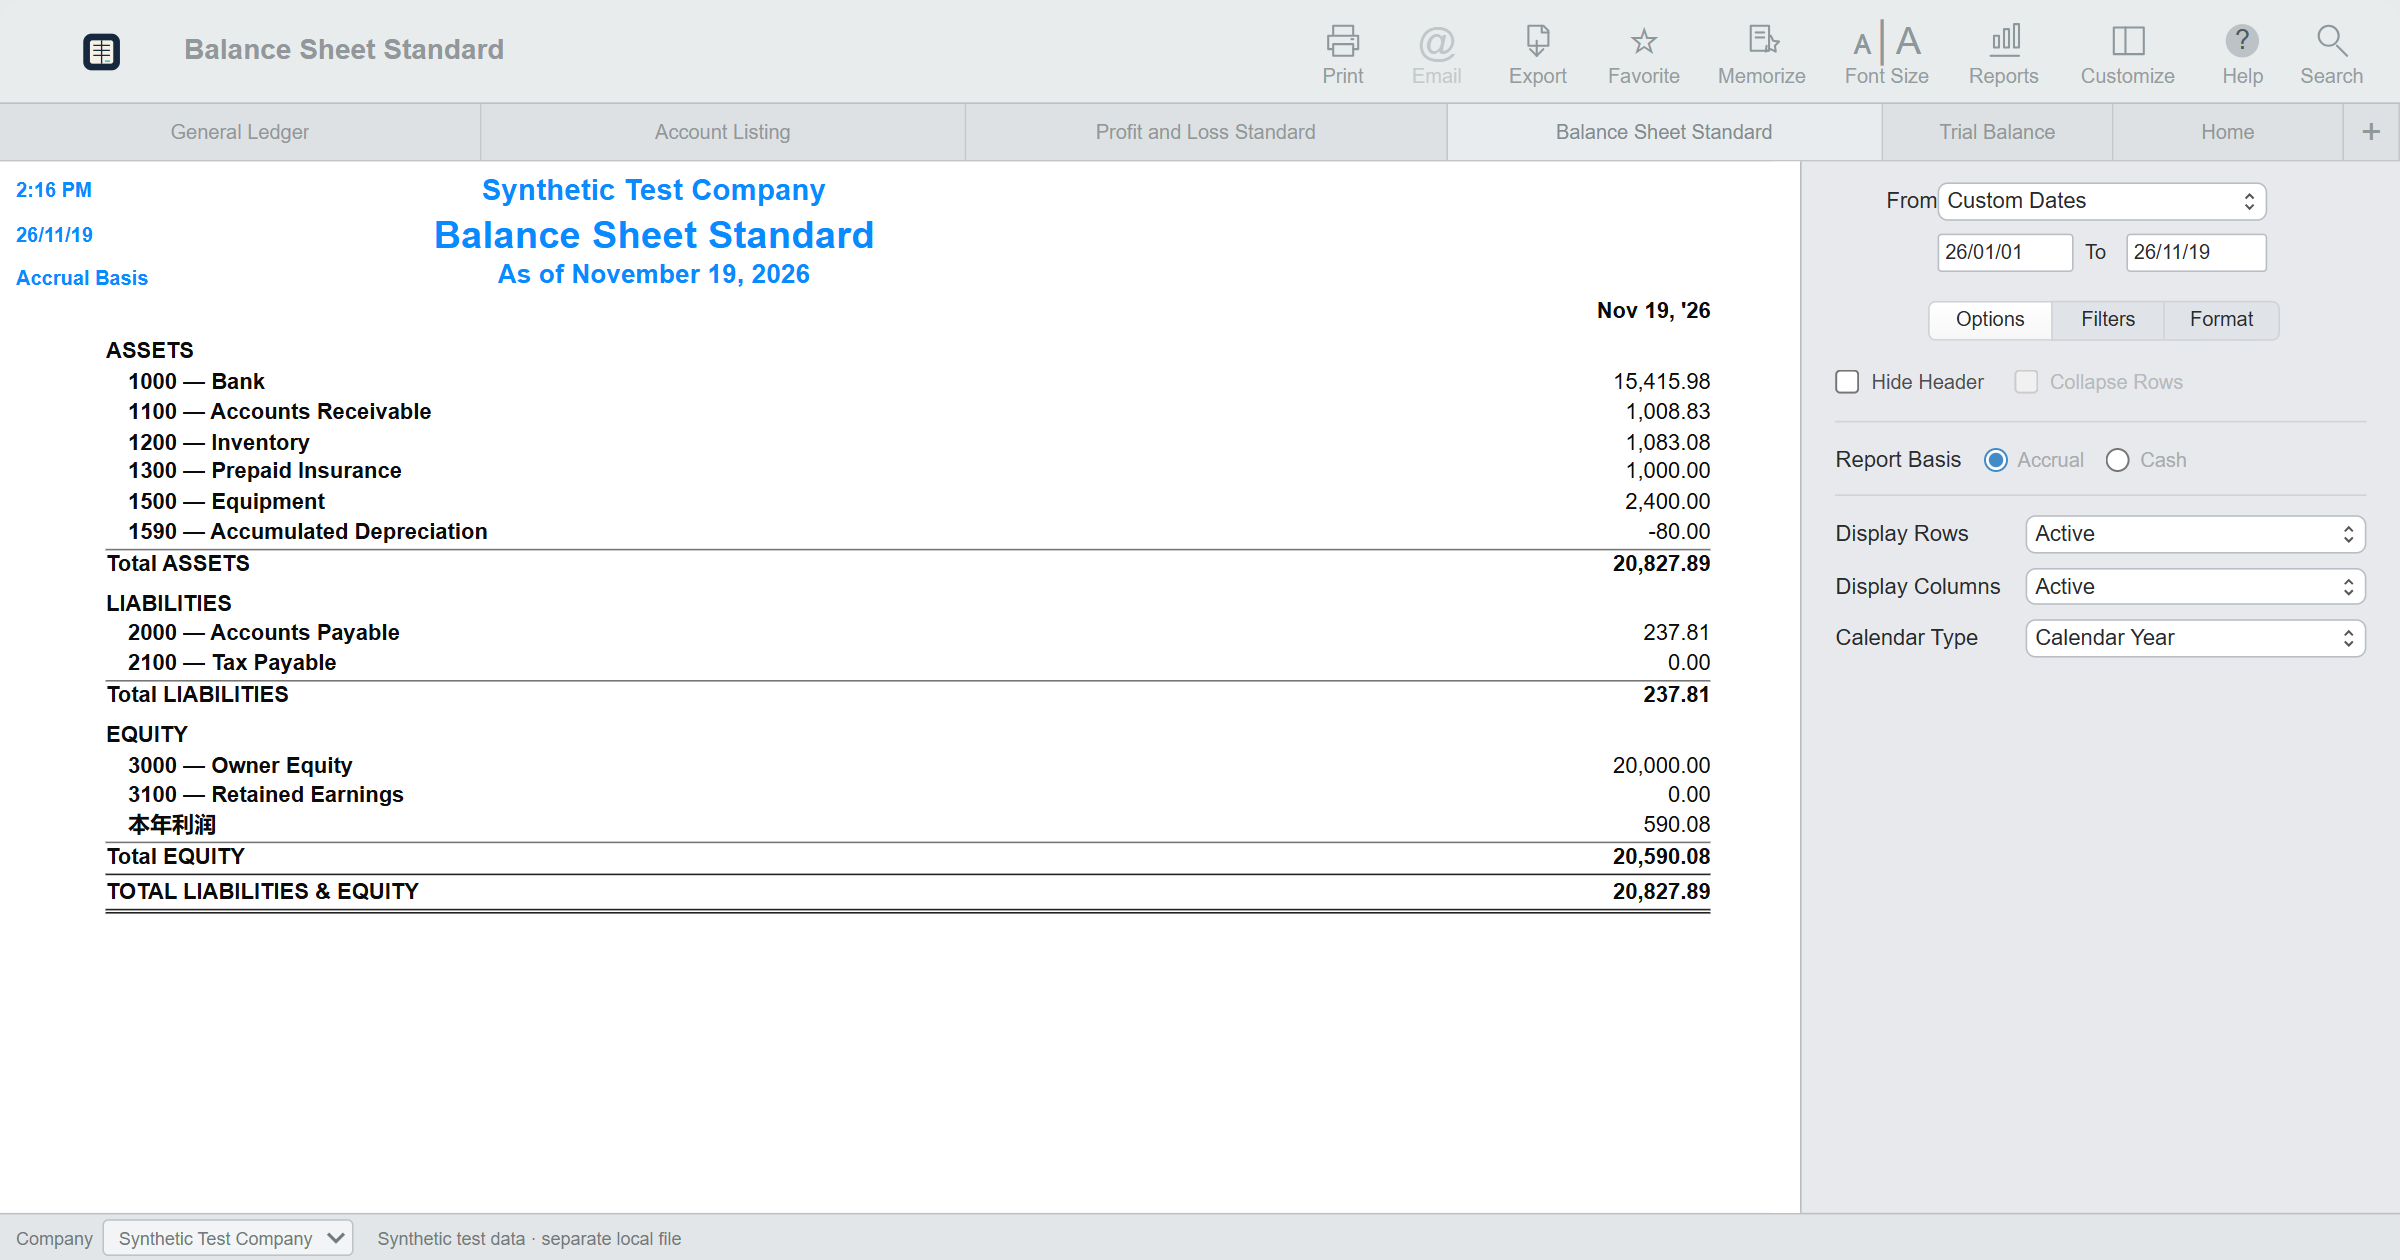 Balance Sheet Standard
Print
@
Email
Export
Favorite
Memorize
A A
Font Size
Reports
Customize
?
Help
Search
General Ledger
Account Listing
Profit and Loss Standard
Balance Sheet Standard
Trial Balance
Home
+
2:16 PM
26/11/19
Accrual Basis
Synthetic Test Company
Balance Sheet Standard
As of November 19, 2026
Nov 19, '26
ASSETS
1000 — Bank 15,415.98
1100 — Accounts Receivable 1,008.83
1200 — Inventory 1,083.08
1300 — Prepaid Insurance 1,000.00
1500 — Equipment 2,400.00
1590 — Accumulated Depreciation -80.00
Total ASSETS 20,827.89
LIABILITIES
2000 — Accounts Payable 237.81
2100 — Tax Payable 0.00
Total LIABILITIES 237.81
EQUITY
3000 — Owner Equity 20,000.00
3100 — Retained Earnings 0.00
本年利润 590.08
Total EQUITY 20,590.08
TOTAL LIABILITIES & EQUITY 20,827.89
From Custom Dates
26/01/01 To 26/11/19
Options Filters Format
Hide Header Collapse Rows
Report Basis Accrual Cash
Display Rows Active
Display Columns Active
Calendar Type Calendar Year
Company Synthetic Test Company Synthetic test data · separate local file